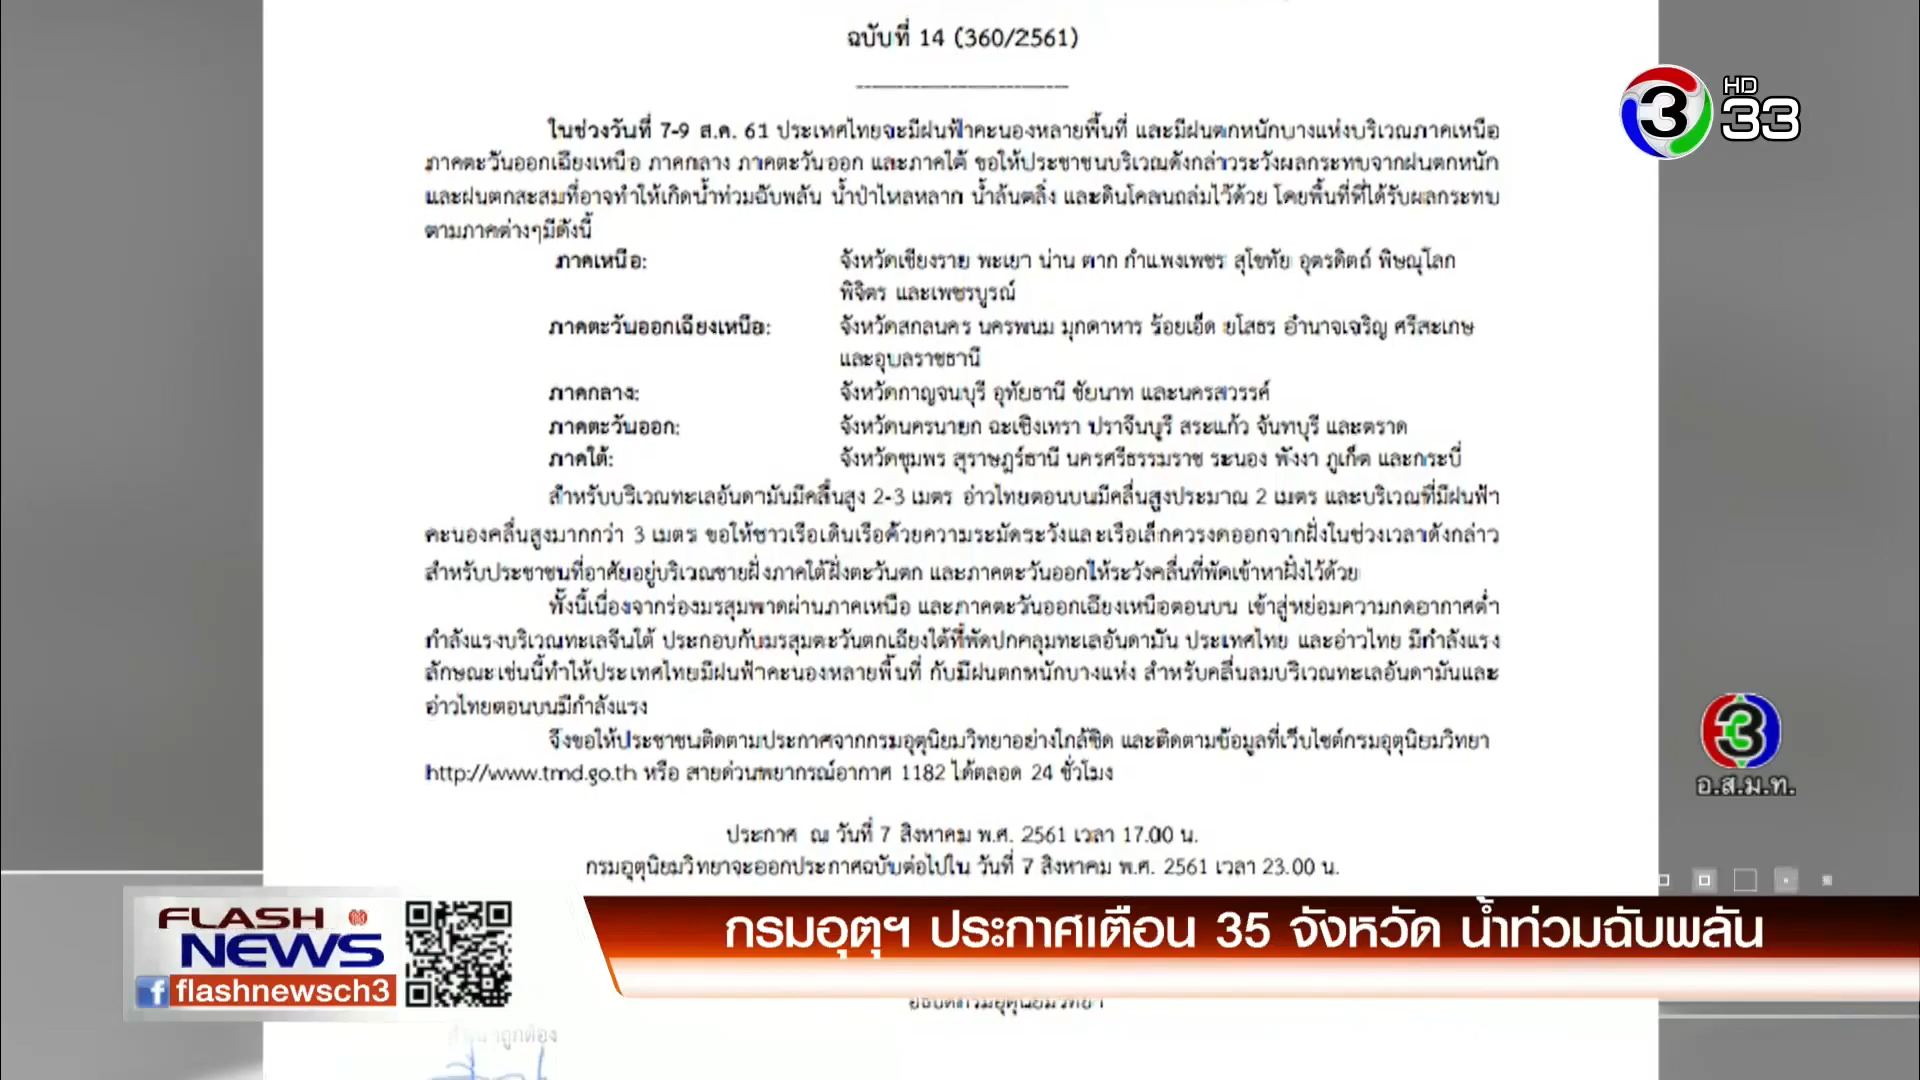 ฉบับที่ 14 (360/2561)
ในช่วงวันที่ 7-9 ส.ค. 61 ประเทศไทยจะมีฝนฟ้าคะนองหลายพื้นที่ และมีฝนตกหนักบางแห่งบริเวณภาคเหนือ
ภาคตะวันออกเฉียงเหนือ ภาคกลาง ภาคตะวันออก และภาคใต้ ขอให้ประชาชนบริเวณดังกล่าวระวังผลกระทบจากฝนตกหนัก
และฝนตกสะสมที่อาจทำให้เกิดน้ำท่วมฉับพลัน น้ำป่าไหลหลาก น้ำล้นตลิ่ง และดินโคลนถล่มไว้ด้วย โดยพื้นที่ที่ได้รับผลกระทบ
ตามภาคต่างๆมีดังนี้
ภาคเหนือ: จังหวัดเชียงราย พะเยา น่าน ตาก กำแพงเพชร สุโขทัย อุตรดิตถ์ พิษณุโลก
พิจิตร และเพชรบูรณ์
ภาคตะวันออกเฉียงเหนือ: จังหวัดสกลนคร นครพนม มุกดาหาร ร้อยเอ็ด ยโสธร อำนาจเจริญ ศรีสะเกษ
และอุบลราชธานี
ภาคกลาง: จังหวัดกาญจนบุรี อุทัยธานี ชัยนาท และนครสวรรค์
ภาคตะวันออก: จังหวัดนครนายก ฉะเชิงเทรา ปราจีนบุรี สระแก้ว จันทบุรี และตราด
ภาคใต้: จังหวัดชุมพร สุราษฎร์ธานี นครศรีธรรมราช ระนอง พังงา ภูเก็ต และกระบี่
สำหรับบริเวณทะเลอันดามันมีคลื่นสูง 2-3 เมตร อ่าวไทยตอนบนมีคลื่นสูงประมาณ 2 เมตร และบริเวณที่มีฝนฟ้า
คะนองคลื่นสูงมากกว่า 3 เมตร ขอให้ชาวเรือเดินเรือด้วยความระมัดระวังและเรือเล็กควรงดออกจากฝั่งในช่วงเวลาดังกล่าว
สำหรับประชาชนที่อาศัยอยู่บริเวณชายฝั่งภาคใต้ฝั่งตะวันตก และภาคตะวันออกให้ระวังคลื่นที่พัดเข้าหาฝั่งไว้ด้วย
ทั้งนี้เนื่องจากร่องมรสุมพาดผ่านภาคเหนือ และภาคตะวันออกเฉียงเหนือตอนบน เข้าสู่หย่อมความกดอากาศต่ำ
กำลังแรงบริเวณทะเลจีนใต้ ประกอบกับมรสุมตะวันตกเฉียงใต้ที่พัดปกคลุมทะเลอันดามัน ประเทศไทย และอ่าวไทย มีกำลังแรง
ลักษณะเช่นนี้ทำให้ประเทศไทยมีฝนฟ้าคะนองหลายพื้นที่ กับมีฝนตกหนักบางแห่ง สำหรับคลื่นลมบริเวณทะเลอันดามันและ
อ่าวไทยตอนบนมีกำลังแรง
จึงขอให้ประชาชนติดตามประกาศจากกรมอุตุนิยมวิทยาอย่างใกล้ชิด และติดตามข้อมูลที่เว็บไซต์กรมอุตุนิยมวิทยา
http://www.tmd.go.th หรือ สายด่วนพยากรณ์อากาศ 1182 ได้ตลอด 24 ชั่วโมง
ประกาศ ณ วันที่ 7 สิงหาคม พ.ศ. 2561 เวลา 17.00 น.
กรมอุตุนิยมวิทยาจะออกประกาศฉบับต่อไปใน วันที่ 7 สิงหาคม พ.ศ. 2561 เวลา 23.00 น.
3 HD 33
3
อ.ส.ม.ท.
FLASH
NEWS
f flashnewsch3
กรมอุตุฯ ประกาศเตือน 35 จังหวัด น้ำท่วมฉับพลัน
อธิบดีกรมอุตุนิยมวิทยา